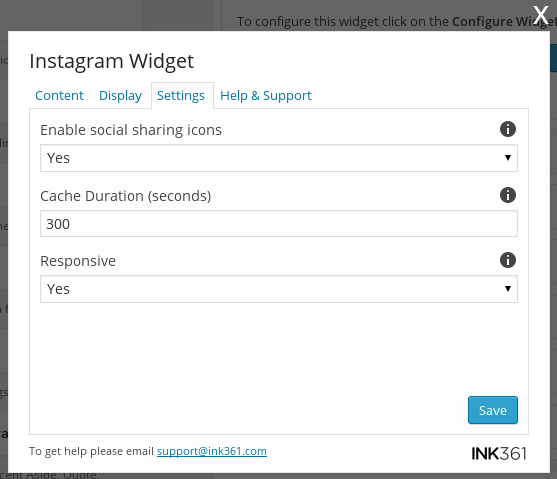 To configure this widget click on the Configure Widget
X
Instagram Widget
Content Display Settings Help & Support
Enable social sharing icons
Yes
Cache Duration (seconds)
300
Responsive
Yes
Save
To get help please email support@ink361.com
INK361
cent Aside, Quote,